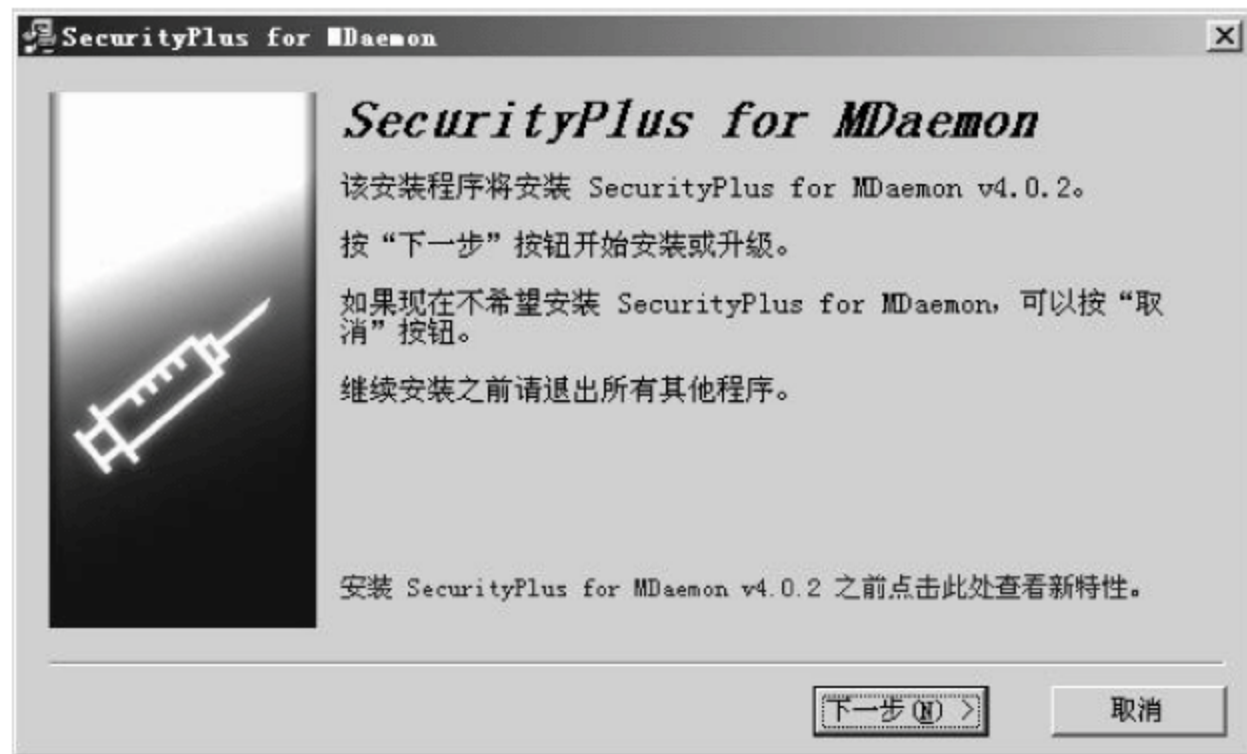 SecurityPlus for MDaemon
SecurityPlus for MDaemon
该安装程序将安装 SecurityPlus for MDaemon v4.0.2。
按“下一步”按钮开始安装或升级。
如果现在不希望安装 SecurityPlus for MDaemon，可以按“取
消”按钮。
继续安装之前请退出所有其他程序。
安装 SecurityPlus for MDaemon v4.0.2 之前点击此处查看新特性。
下一步(N) >
取消